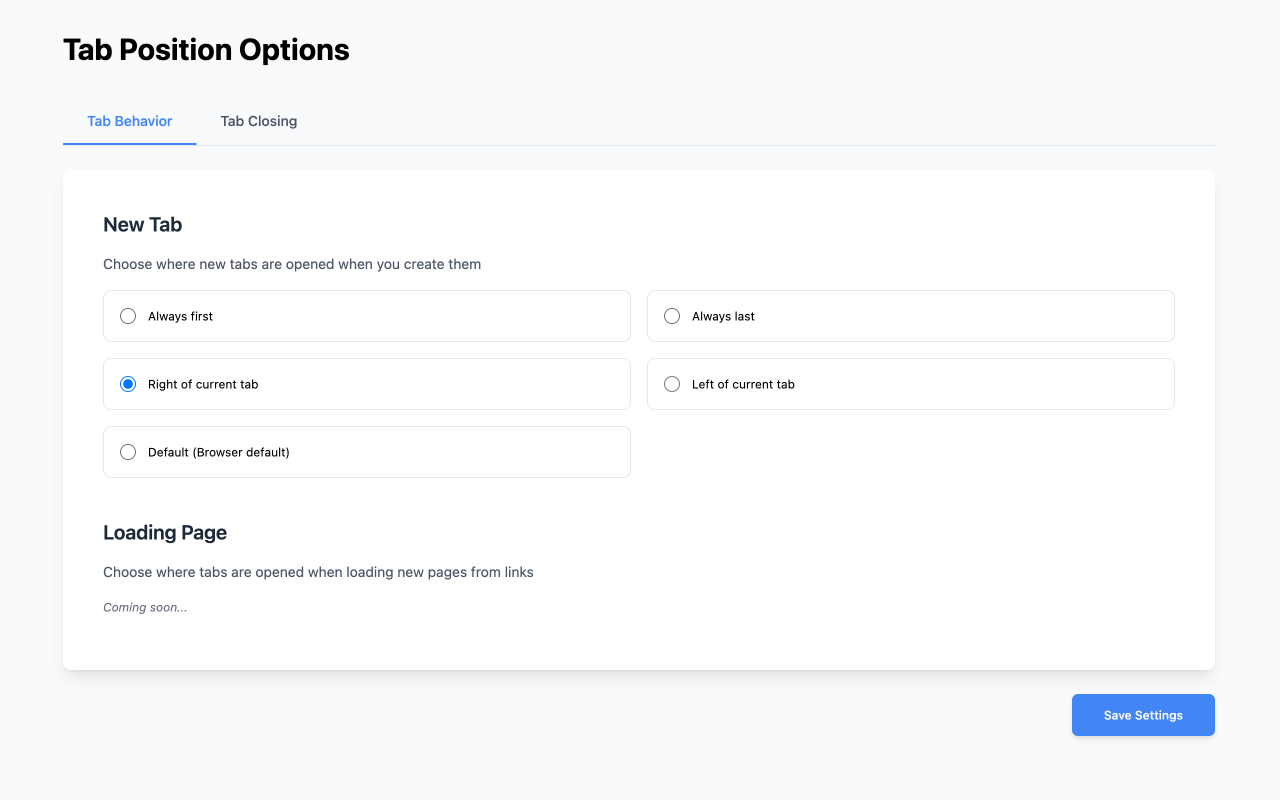 Tab Position Options
Tab Behavior
Tab Closing
New Tab
Choose where new tabs are opened when you create them
Always first
Always last
Right of current tab
Left of current tab
Default (Browser default)
Loading Page
Choose where tabs are opened when loading new pages from links
Coming soon...
Save Settings